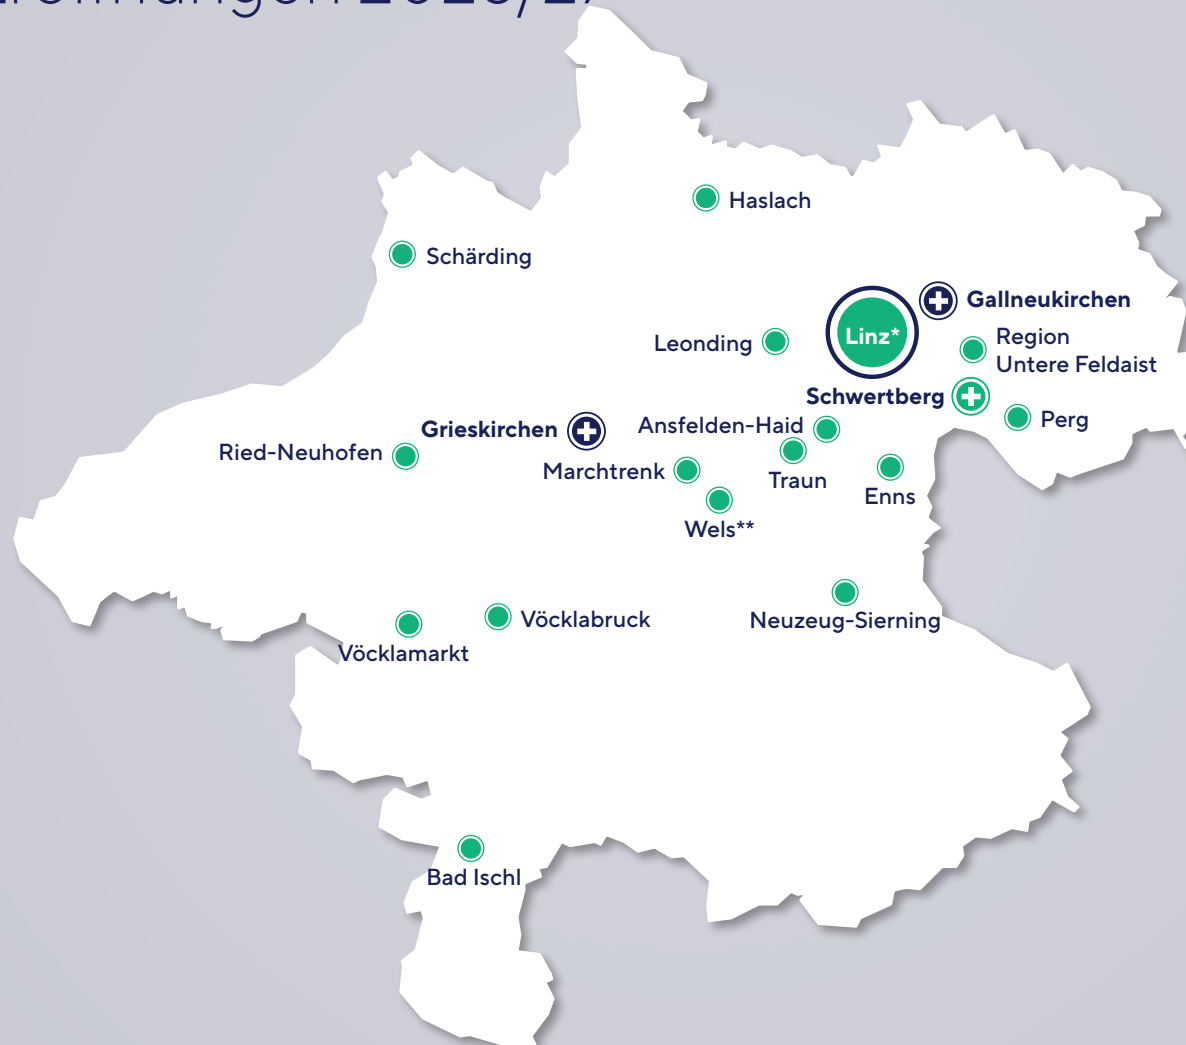 Haslach
Schärding
Gallneukirchen
Linz*
Region
Untere Feldaist
Leonding
Schwertberg
Perg
Ansfelden-Haid
Grieskirchen
Ried-Neuhofen
Marchtrenk
Traun
Enns
Wels**
Vöcklabruck
Neuzeug-Sierning
Vöcklamarkt
Bad Ischl